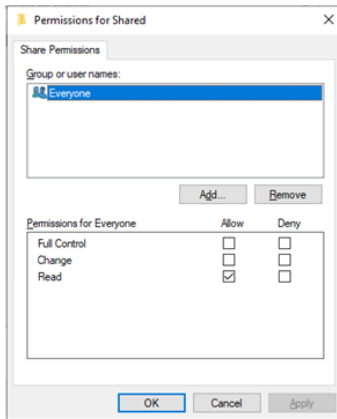 Permissions for Shared
Share Permissions
Group or user names:
Everyone
Add...
Remove
Permissions for Everyone Allow Deny
Full Control
Change
Read
OK Cancel Apply